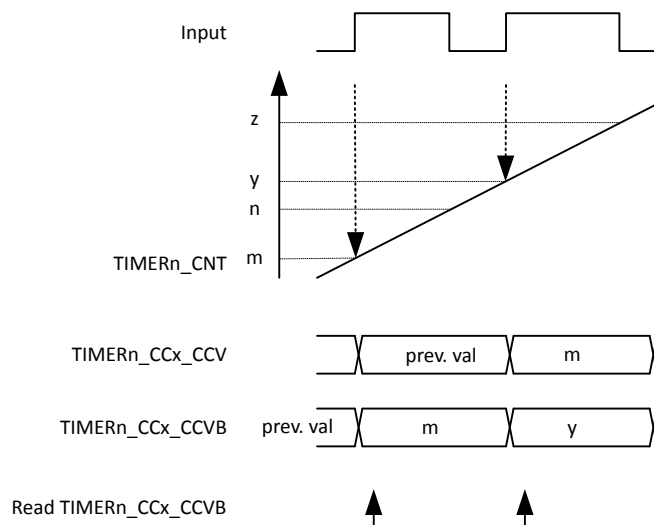 Input
z
y
n
TIMERn_CNT m
TIMERn_CCx_CCV prev. val m
TIMERn_CCx_CCVB prev. val m y
Read TIMERn_CCx_CCVB